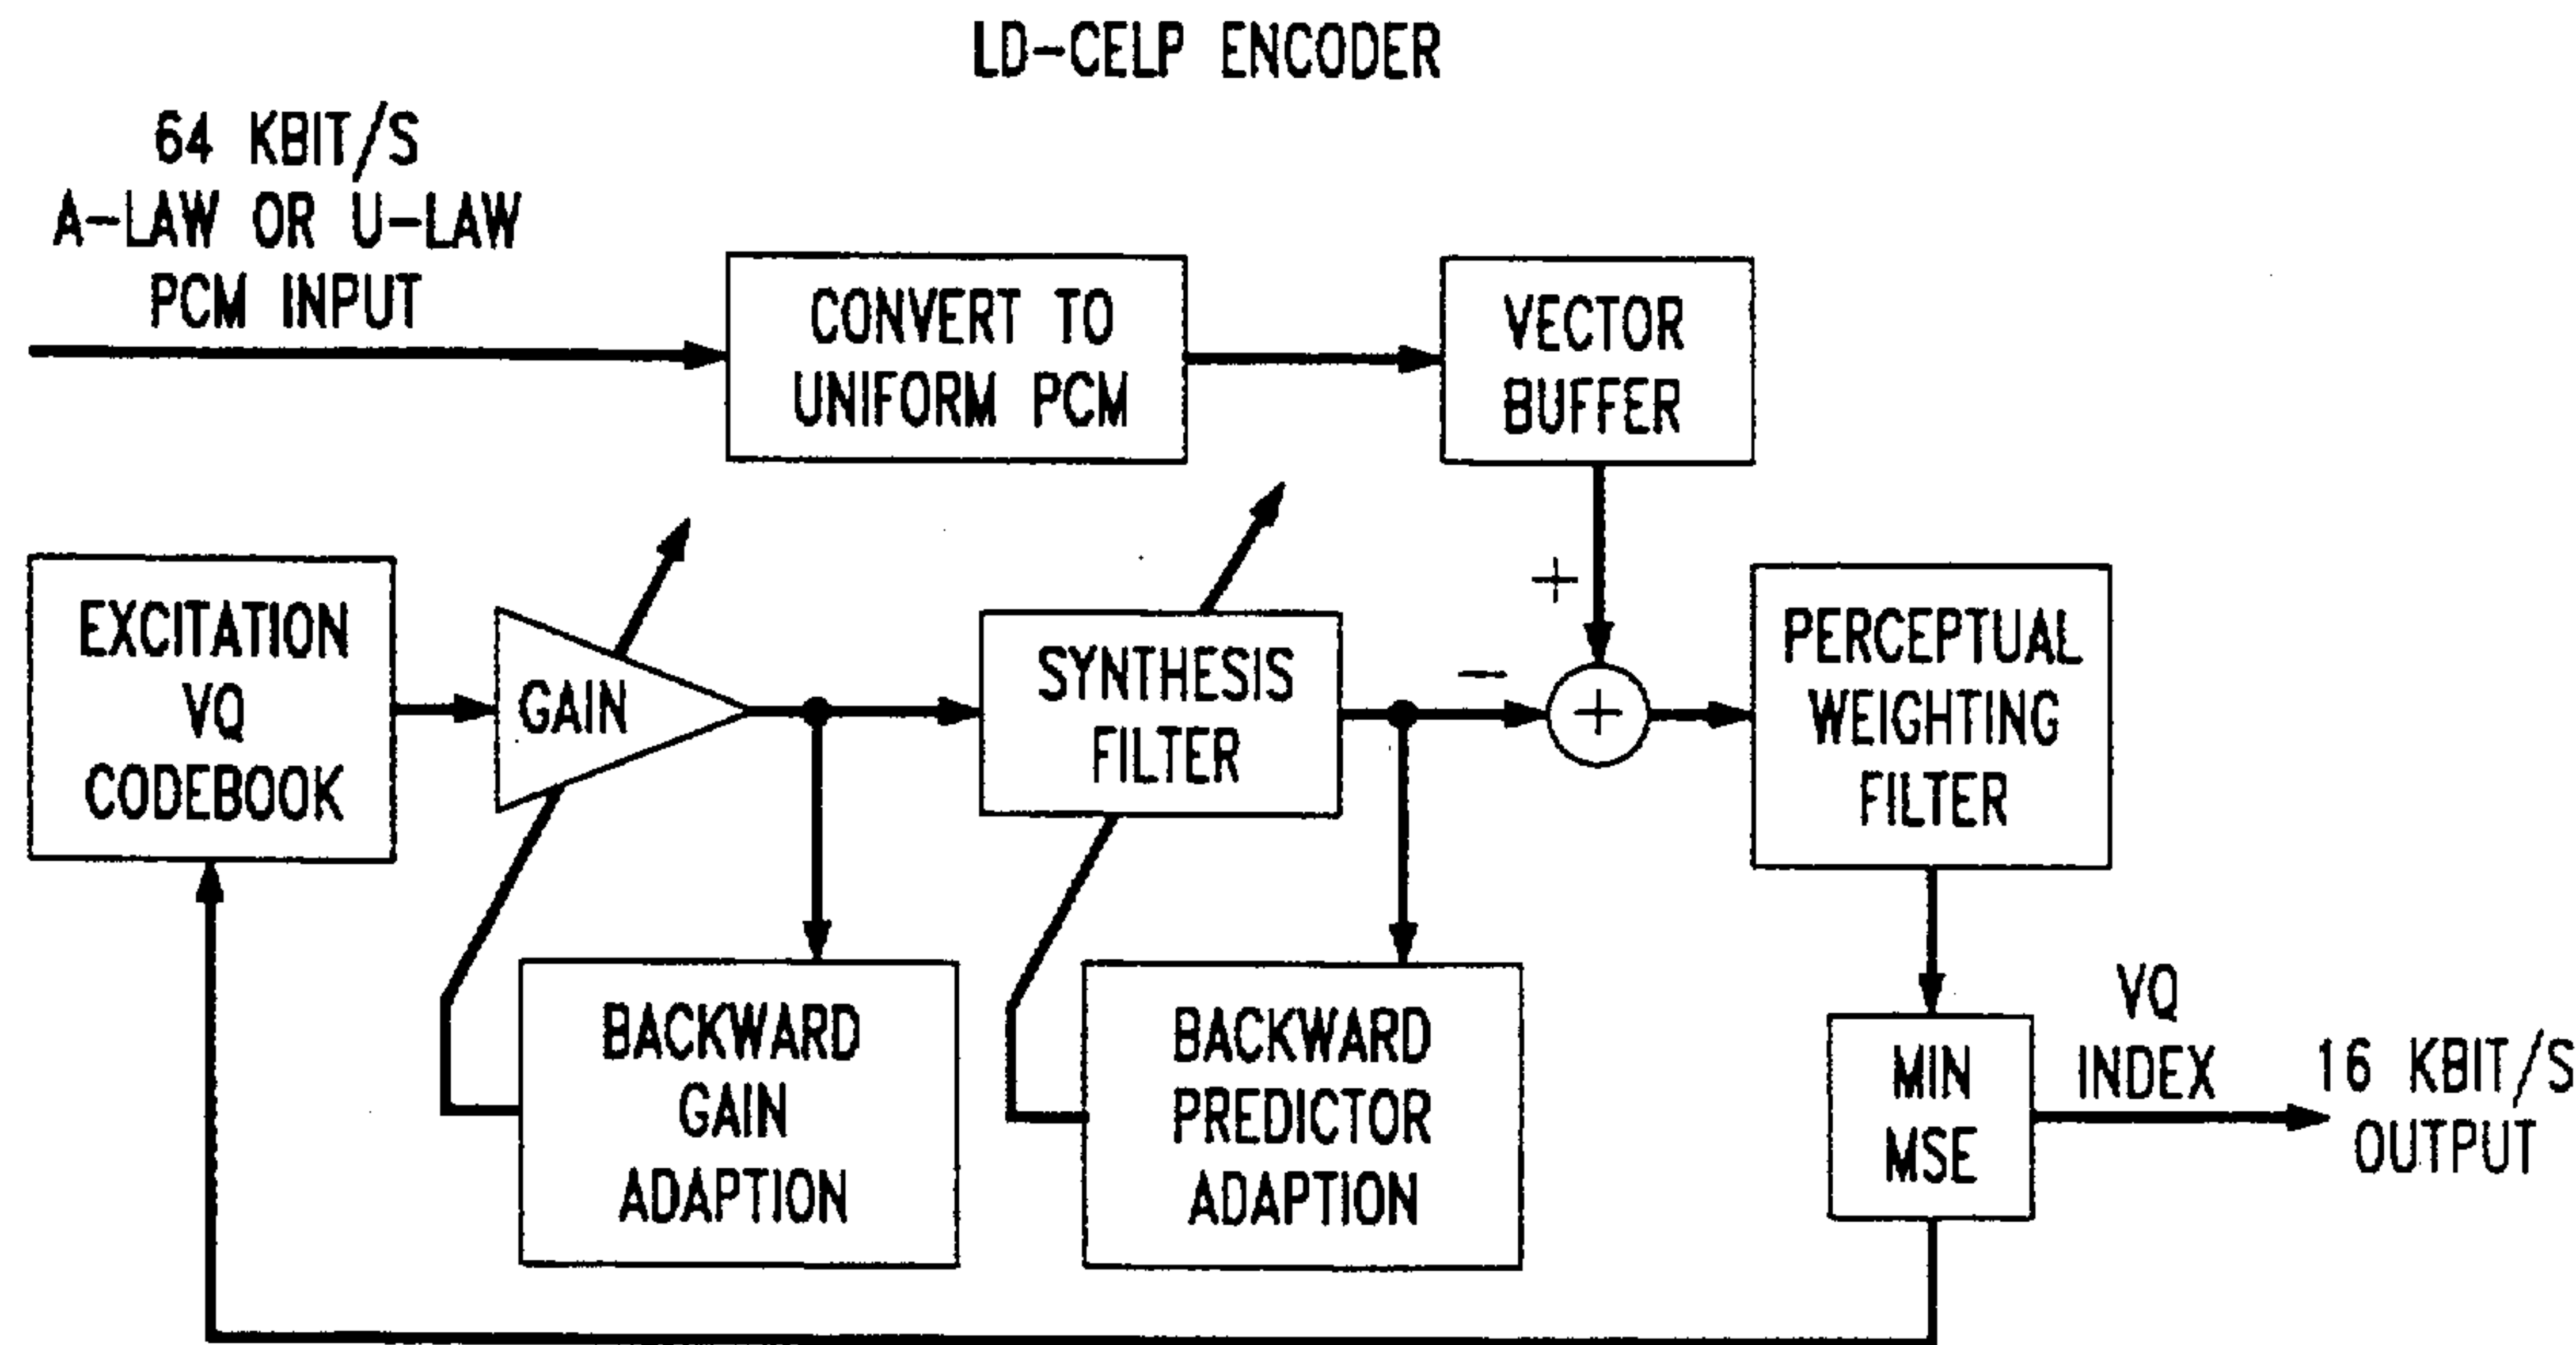 LD-CELP ENCODER
64 KBIT/S
A-LAW OR U-LAW
PCM INPUT
CONVERT TO
UNIFORM PCM
VECTOR
BUFFER
+
EXCITATION
VQ
CODEBOOK
GAIN
SYNTHESIS
FILTER
−
+
PERCEPTUAL
WEIGHTING
FILTER
BACKWARD
GAIN
ADAPTION
BACKWARD
PREDICTOR
ADAPTION
MIN
MSE
VQ
INDEX
16 KBIT/S
OUTPUT